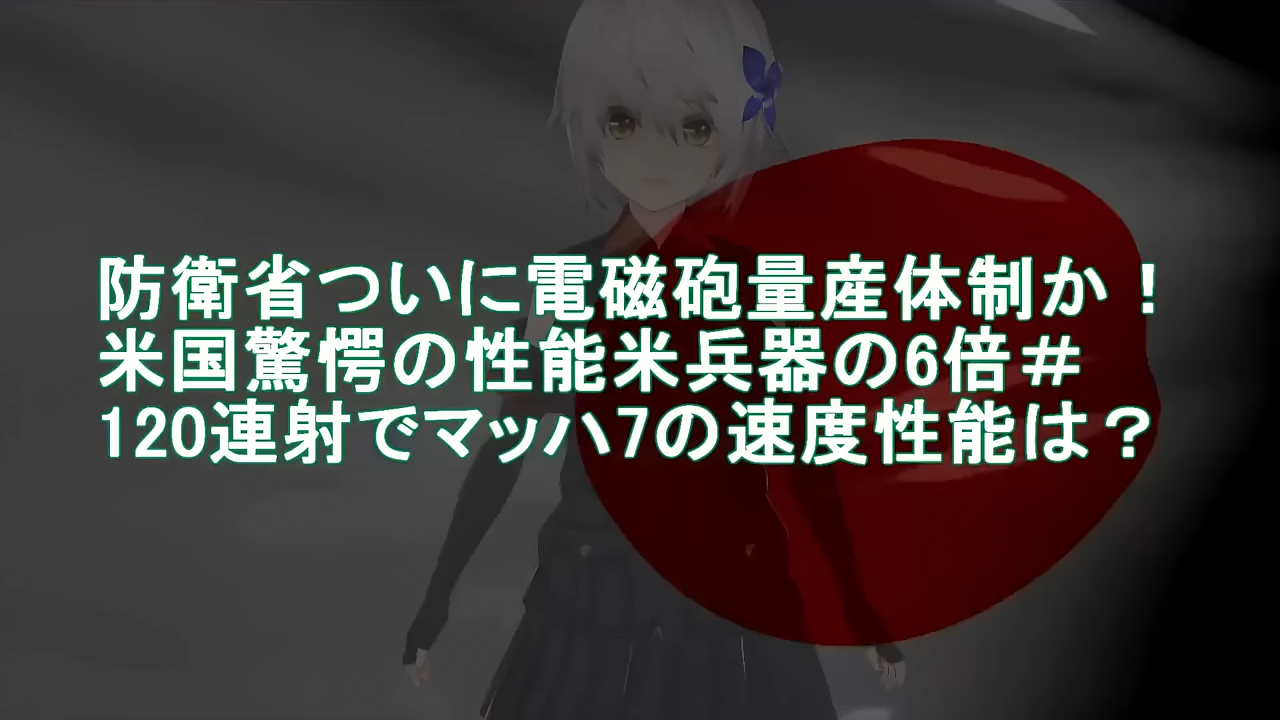 防衛省ついに電磁砲量産体制か！
米国驚愕の性能米兵器の6倍＃
120連射でマッハ7の速度性能は？